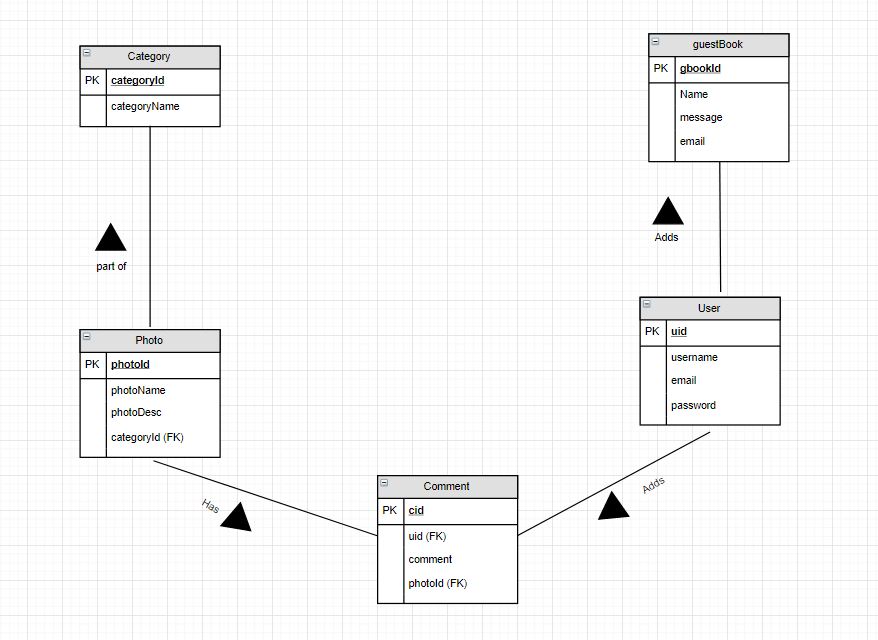 Category
PK categoryId
categoryName
guestBook
PK gbookId
Name
message
email
part of
Adds
Photo
PK photoId
photoName
photoDesc
categoryId (FK)
User
PK uid
username
email
password
Has
Adds
Comment
PK cid
uid (FK)
comment
photoId (FK)